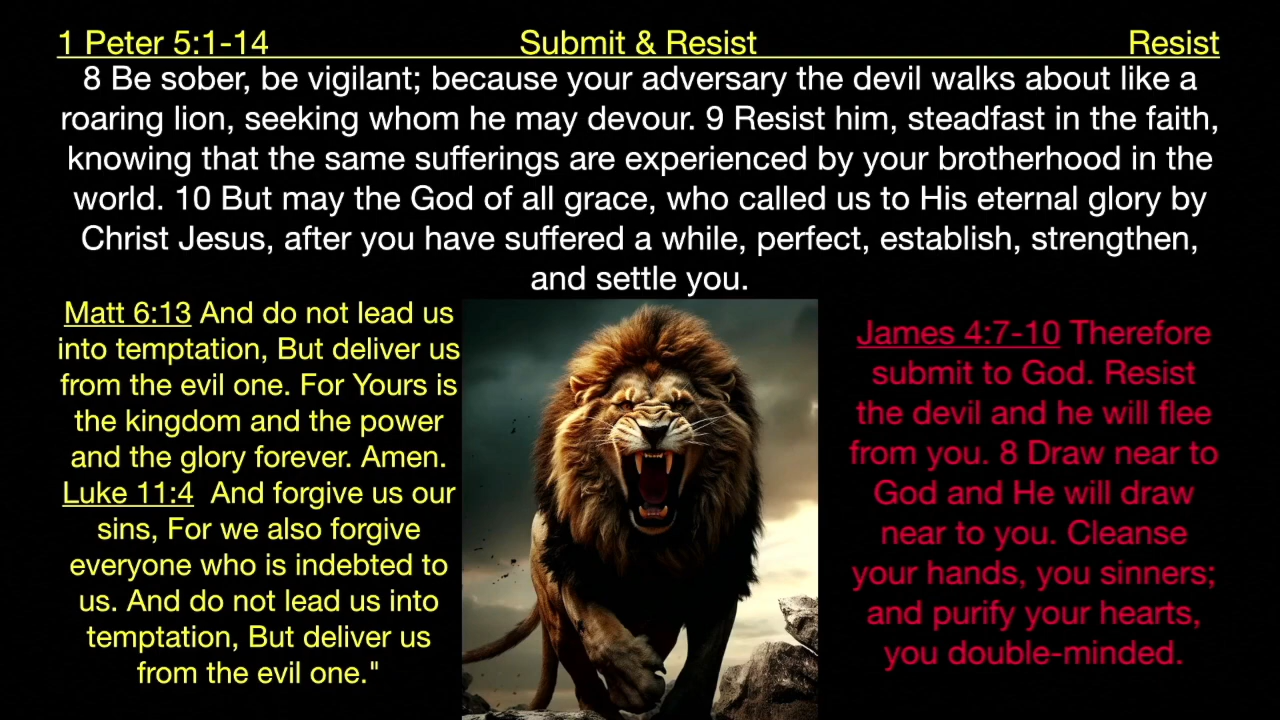 1 Peter 5:1-14 Submit & Resist Resist
8 Be sober, be vigilant; because your adversary the devil walks about like a
roaring lion, seeking whom he may devour. 9 Resist him, steadfast in the faith,
knowing that the same sufferings are experienced by your brotherhood in the
world. 10 But may the God of all grace, who called us to His eternal glory by
Christ Jesus, after you have suffered a while, perfect, establish, strengthen,
and settle you.
Matt 6:13 And do not lead us
into temptation, But deliver us
from the evil one. For Yours is
the kingdom and the power
and the glory forever. Amen.
Luke 11:4 And forgive us our
sins, For we also forgive
everyone who is indebted to
us. And do not lead us into
temptation, But deliver us
from the evil one."
James 4:7-10 Therefore
submit to God. Resist
the devil and he will flee
from you. 8 Draw near to
God and He will draw
near to you. Cleanse
your hands, you sinners;
and purify your hearts,
you double-minded.